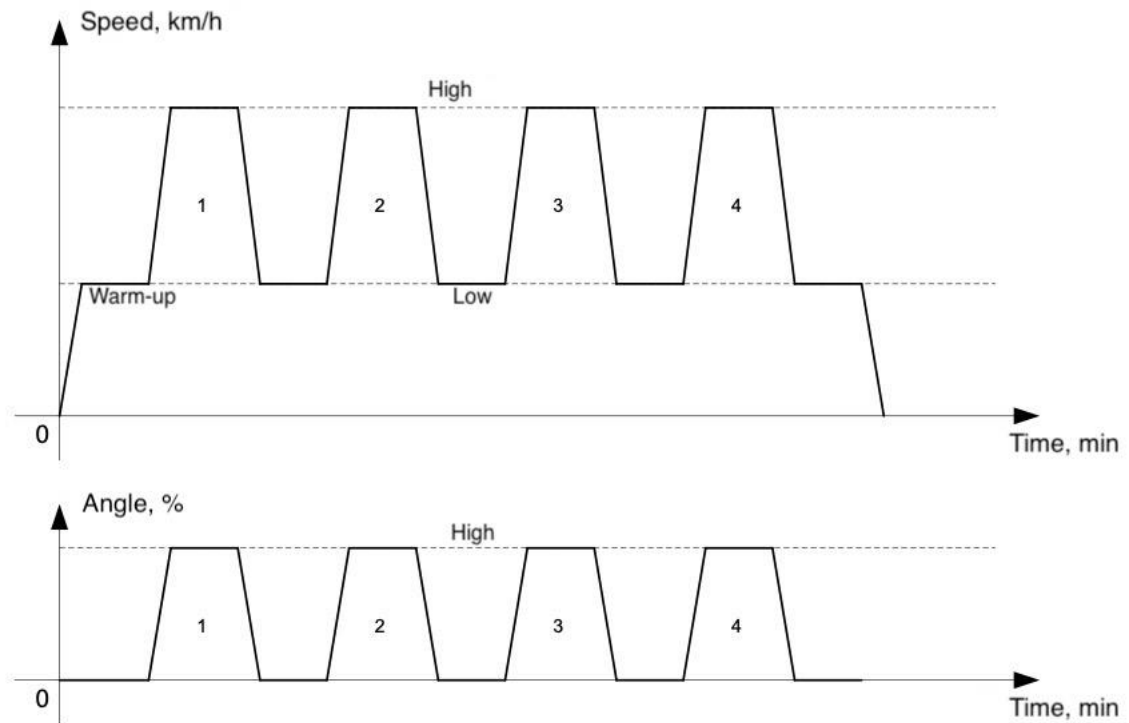 Speed, km/h
High
1 2 3 4
Warm-up Low
0
Time, min
Angle, %
High
1 2 3 4
0
Time, min